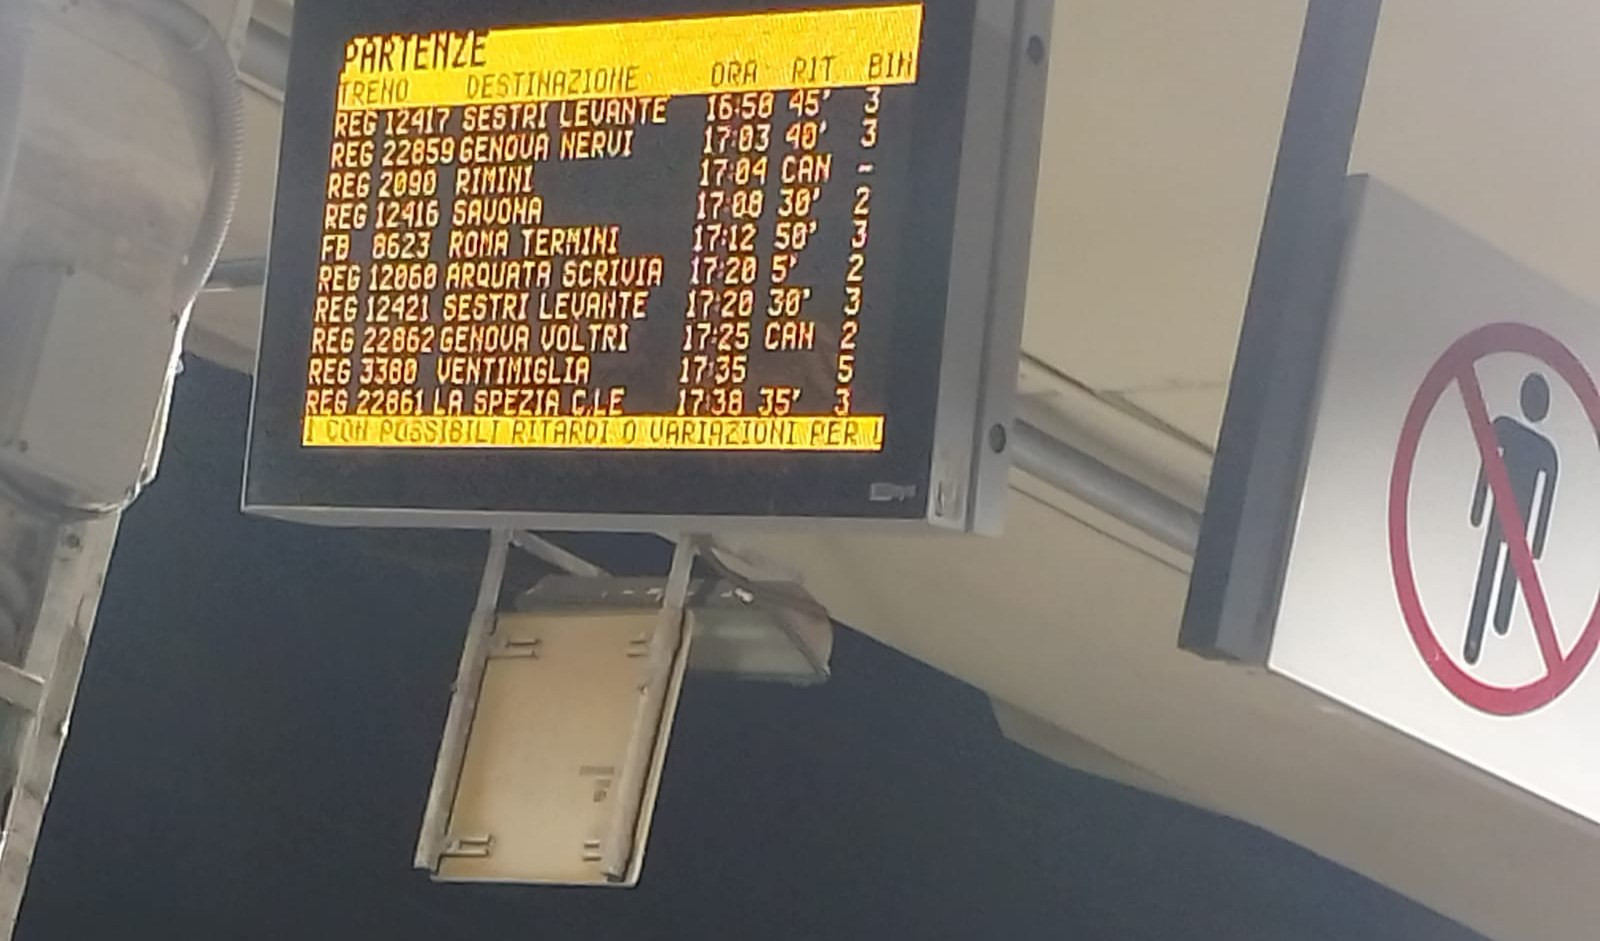 PARTENZE
TRENO DESTINAZIONE ORA RIT BIN
REG 12417 SESTRI LEVANTE 16:50 45' 3
REG 22859 GENOVA NERVI 17:03 40' 3
REG 2090 RIMINI 17:04 CAN -
REG 12416 SAVONA 17:08 30' 2
FB 8623 ROMA TERMINI 17:12 50' 3
REG 12060 ARQUATA SCRIVIA 17:20 5' 2
REG 12421 SESTRI LEVANTE 17:20 30' 3
REG 22862 GENOVA VOLTRI 17:25 CAN 2
REG 3380 VENTIMIGLIA 17:35 5
REG 22861 LA SPEZIA C.LE 17:38 35' 3
I CON POSSIBILI RITARDI O VARIAZIONI PER